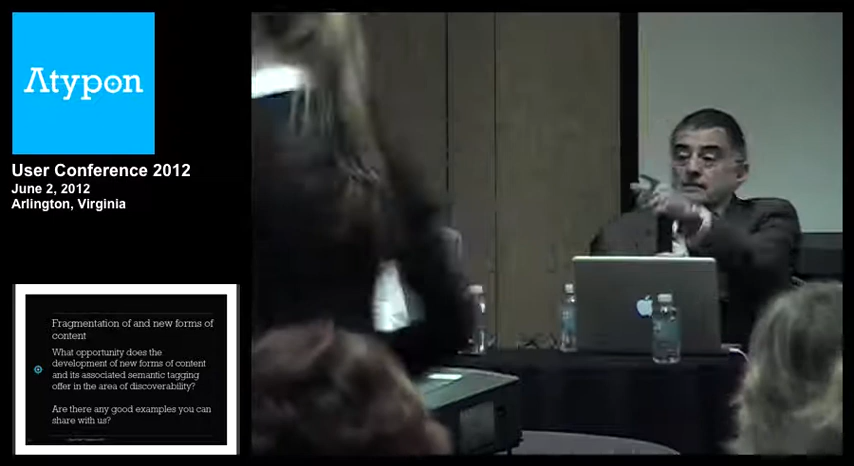 Atypon
User Conference 2012
June 2, 2012
Arlington, Virginia
Fragmentation of and new forms of
content
What opportunity does the
development of new forms of content
and its associated semantic tagging
offer in the area of discoverability?
Are there any good examples you can
share with us?